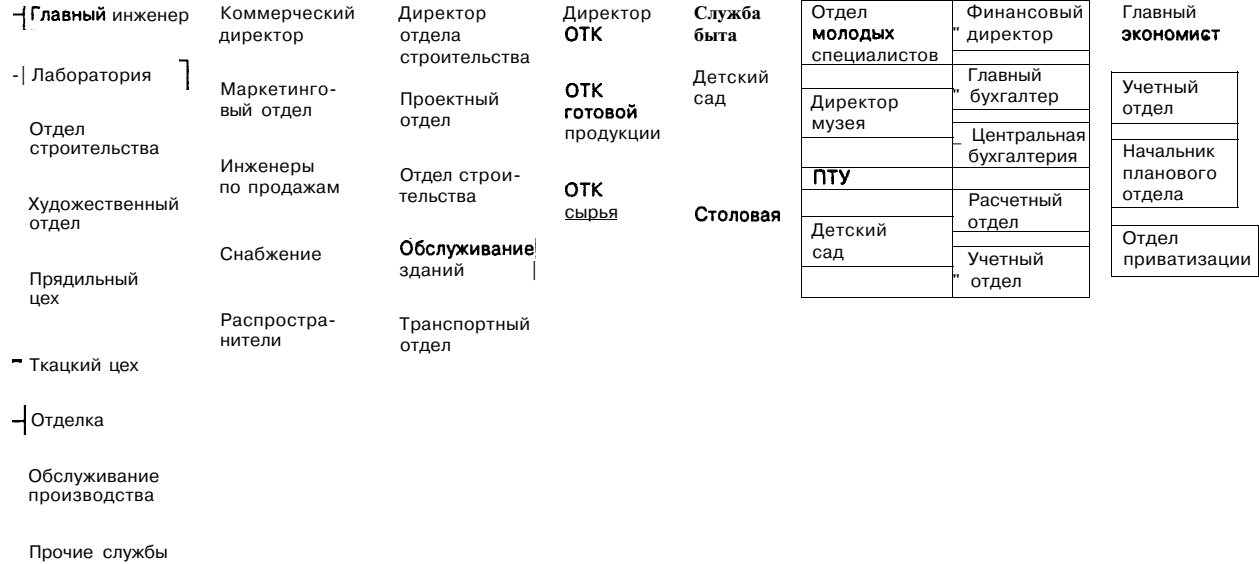 Главный инженер
Лаборатория
Отдел
строительства
Художественный
отдел
Прядильный
цех
Ткацкий цех
Отделка
Обслуживание
производства
Прочие службы
Коммерческий
директор
Маркетинго-
вый отдел
Инженеры
по продажам
Снабжение
Распростра-
нители
Директор
отдела
строительства
Проектный
отдел
Отдел строи-
тельства
Обслуживание
зданий
Транспортный
отдел
Директор
ОТК
ОТК
готовой
продукции
ОТК
сырья
Служба
быта
Детский
сад
Столовая
Отдел
молодых
специалистов
Директор
музея
ПТУ
Детский
сад
Финансовый
" директор
Главный
" бухгалтер
_ Центральная
бухгалтерия
Расчетный
отдел
Учетный
" отдел
Главный
экономист
Учетный
отдел
Начальник
планового
отдела
Отдел
приватизации